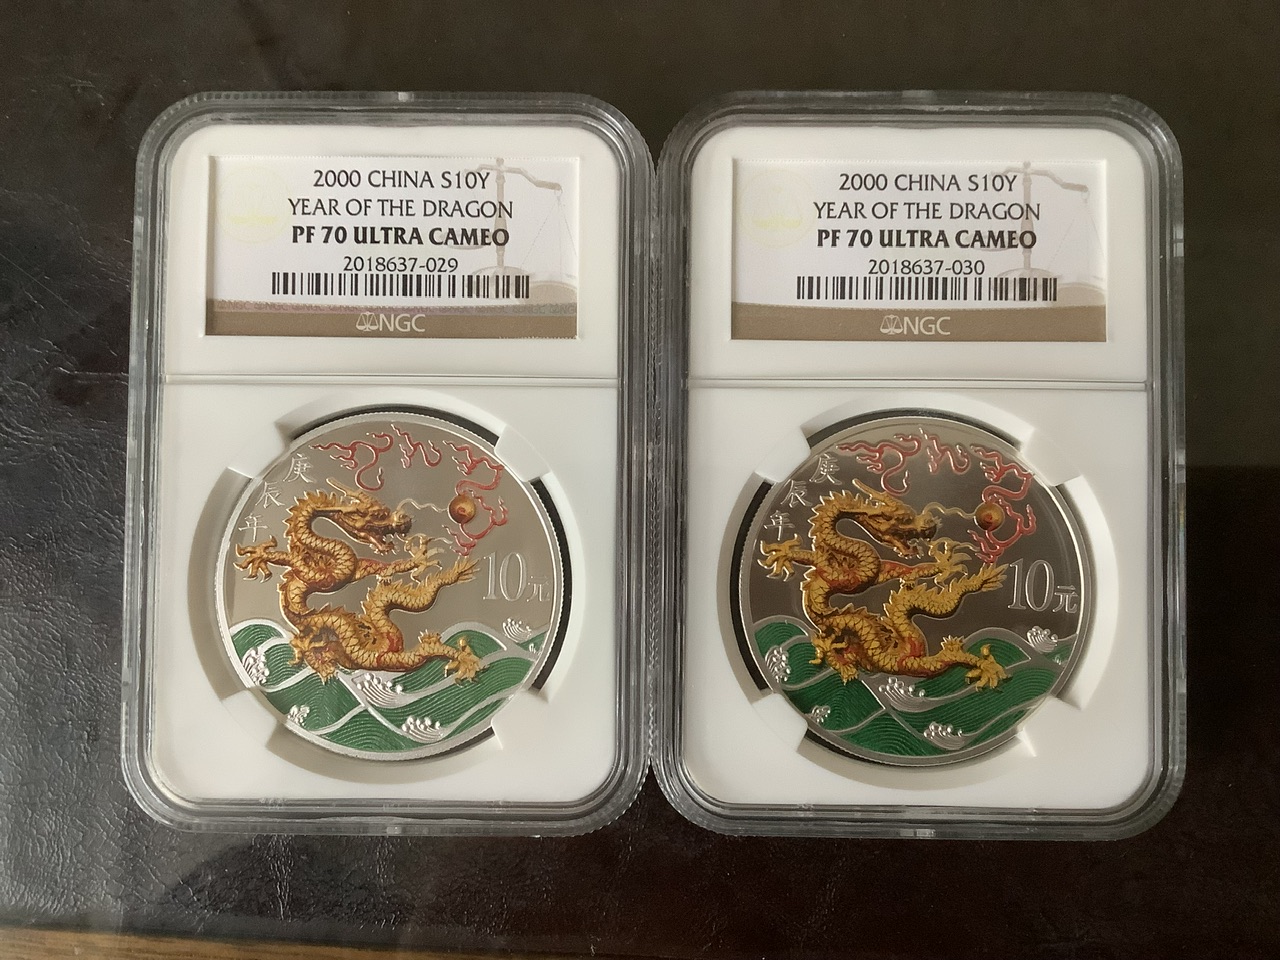 2000 CHINA S10Y
YEAR OF THE DRAGON
PF 70 ULTRA CAMEO
2018637-029
NGC
庚
辰
年
10元
2000 CHINA S10Y
YEAR OF THE DRAGON
PF 70 ULTRA CAMEO
2018637-030
NGC
庚
辰
年
10元